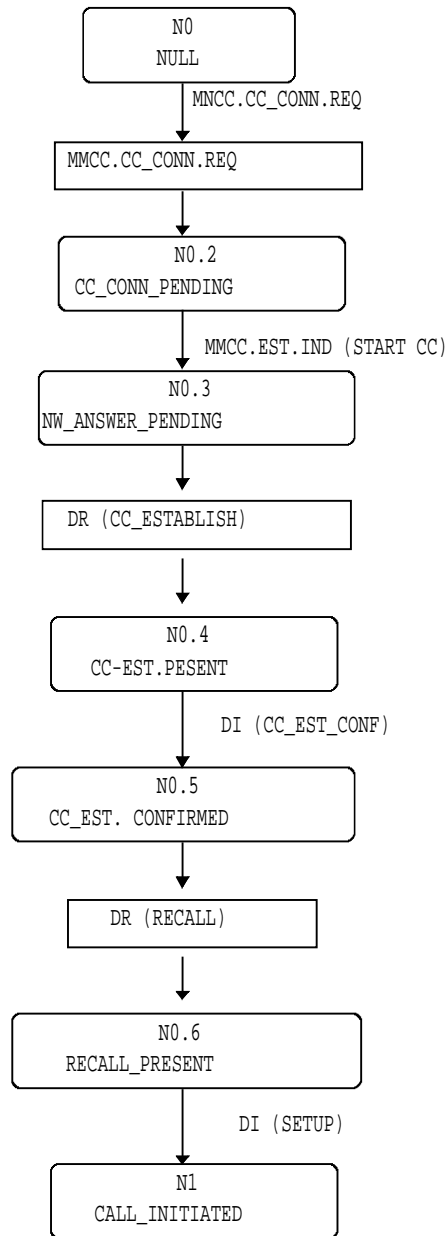 N0
NULL
MNCC.CC_CONN.REQ
MMCC.CC_CONN.REQ
N0.2
CC_CONN_PENDING
MMCC.EST.IND (START CC)
N0.3
NW_ANSWER_PENDING
DR (CC_ESTABLISH)
N0.4
CC-EST.PESENT
DI (CC_EST_CONF)
N0.5
CC_EST. CONFIRMED
DR (RECALL)
N0.6
RECALL_PRESENT
DI (SETUP)
N1
CALL_INITIATED